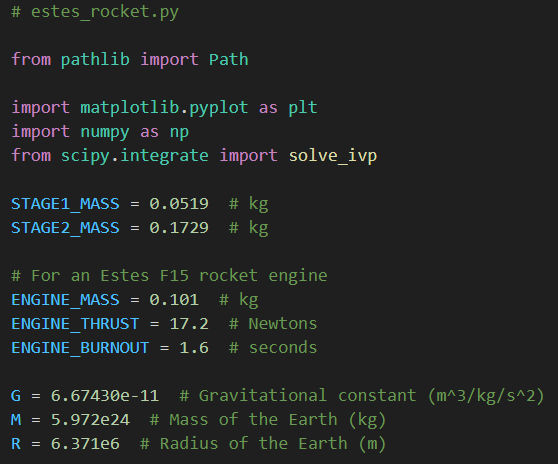 # estes_rocket.py
from pathlib import Path
import matplotlib.pyplot as plt
import numpy as np
from scipy.integrate import solve_ivp
STAGE1_MASS = 0.0519  # kg
STAGE2_MASS = 0.1729  # kg
# For an Estes F15 rocket engine
ENGINE_MASS = 0.101  # kg
ENGINE_THRUST = 17.2  # Newtons
ENGINE_BURNOUT = 1.6  # seconds
G = 6.67430e-11  # Gravitational constant (m^3/kg/s^2)
M = 5.972e24  # Mass of the Earth (kg)
R = 6.371e6  # Radius of the Earth (m)